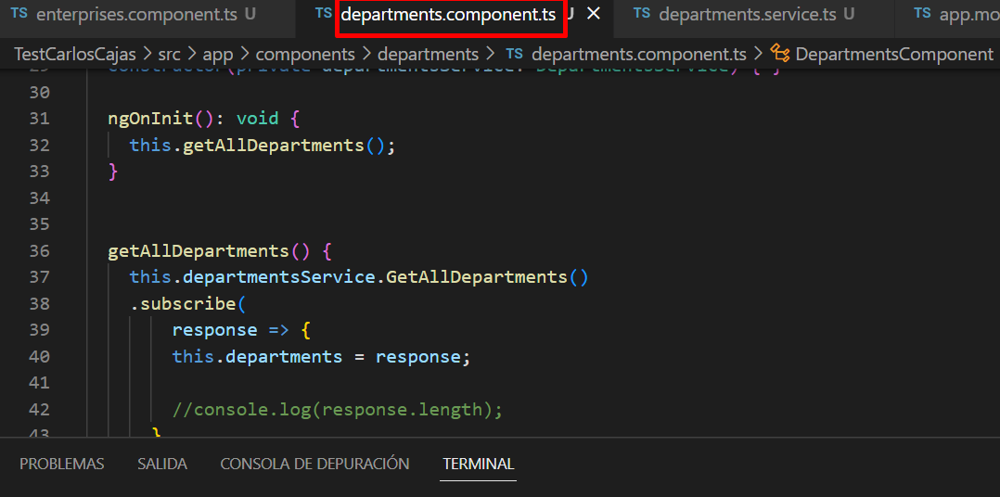 TS enterprises.component.ts U TS departments.component.ts U TS departments.service.ts U TS app.mo
TestCarlosCajas > src > app > components > departments > TS departments.component.ts > DepartmentsComponent
29 constructor(private departmentsService: DepartmentsService) { }
30
31 ngOnInit(): void {
32 this.getAllDepartments();
33 }
34
35
36 getAllDepartments() {
37 this.departmentsService.GetAllDepartments()
38 .subscribe(
39 response => {
40 this.departments = response;
41
42 //console.log(response.length);
43 }
PROBLEMAS SALIDA CONSOLA DE DEPURACIÓN TERMINAL